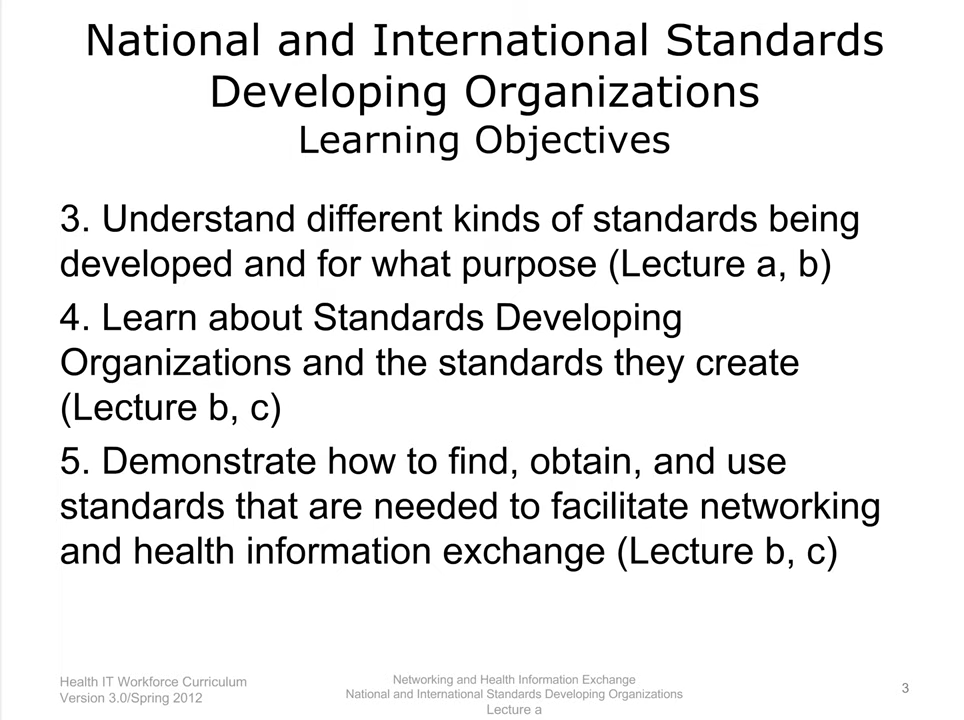 National and International Standards
Developing Organizations
Learning Objectives
3. Understand different kinds of standards being
developed and for what purpose (Lecture a, b)
4. Learn about Standards Developing
Organizations and the standards they create
(Lecture b, c)
5. Demonstrate how to find, obtain, and use
standards that are needed to facilitate networking
and health information exchange (Lecture b, c)
Health IT Workforce Curriculum
Version 3.0/Spring 2012
Networking and Health Information Exchange
National and International Standards Developing Organizations
Lecture a
3